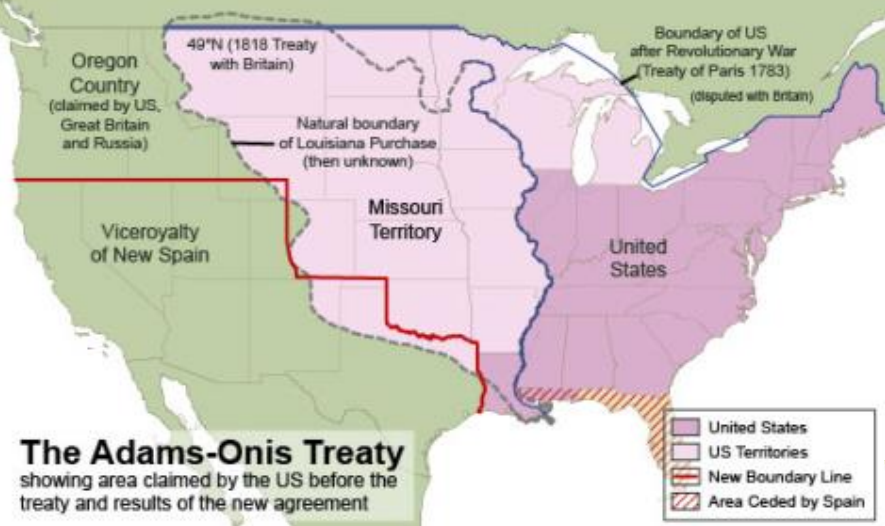 Oregon
Country
(claimed by US,
Great Britain
and Russia)
49°N (1818 Treaty
with Britain)
Boundary of US
after Revolutionary War
(Treaty of Paris 1783)
(disputed with Britain)
Natural boundary
of Louisiana Purchase
(then unknown)
Missouri
Territory
Viceroyalty
of New Spain
United
States
The Adams-Onis Treaty
showing area claimed by the US before the
treaty and results of the new agreement
United States
US Territories
New Boundary Line
Area Ceded by Spain